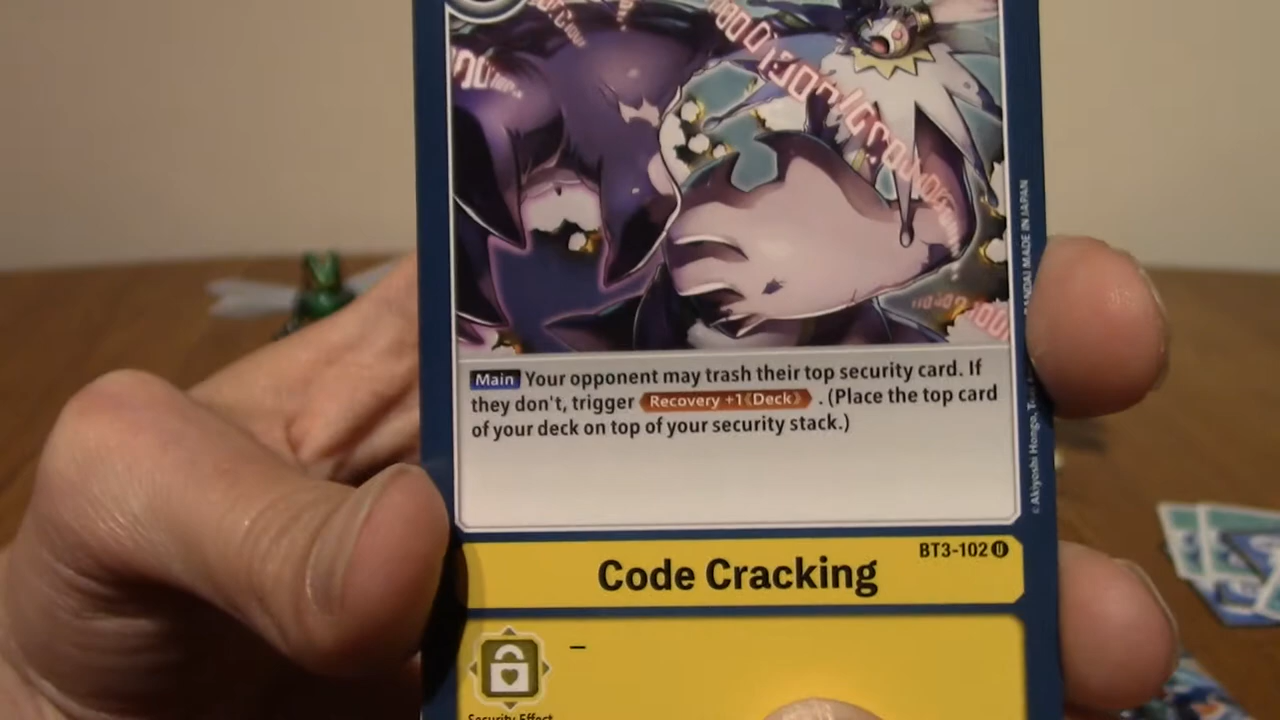 Main Your opponent may trash their top security card. If
they don't, trigger Recovery +1 《Deck》 . (Place the top card
of your deck on top of your security stack.)
BT3-102 U
Code Cracking
–
Security Effect
©Akiyoshi Hongo, T
BANDAI MADE IN JAPAN